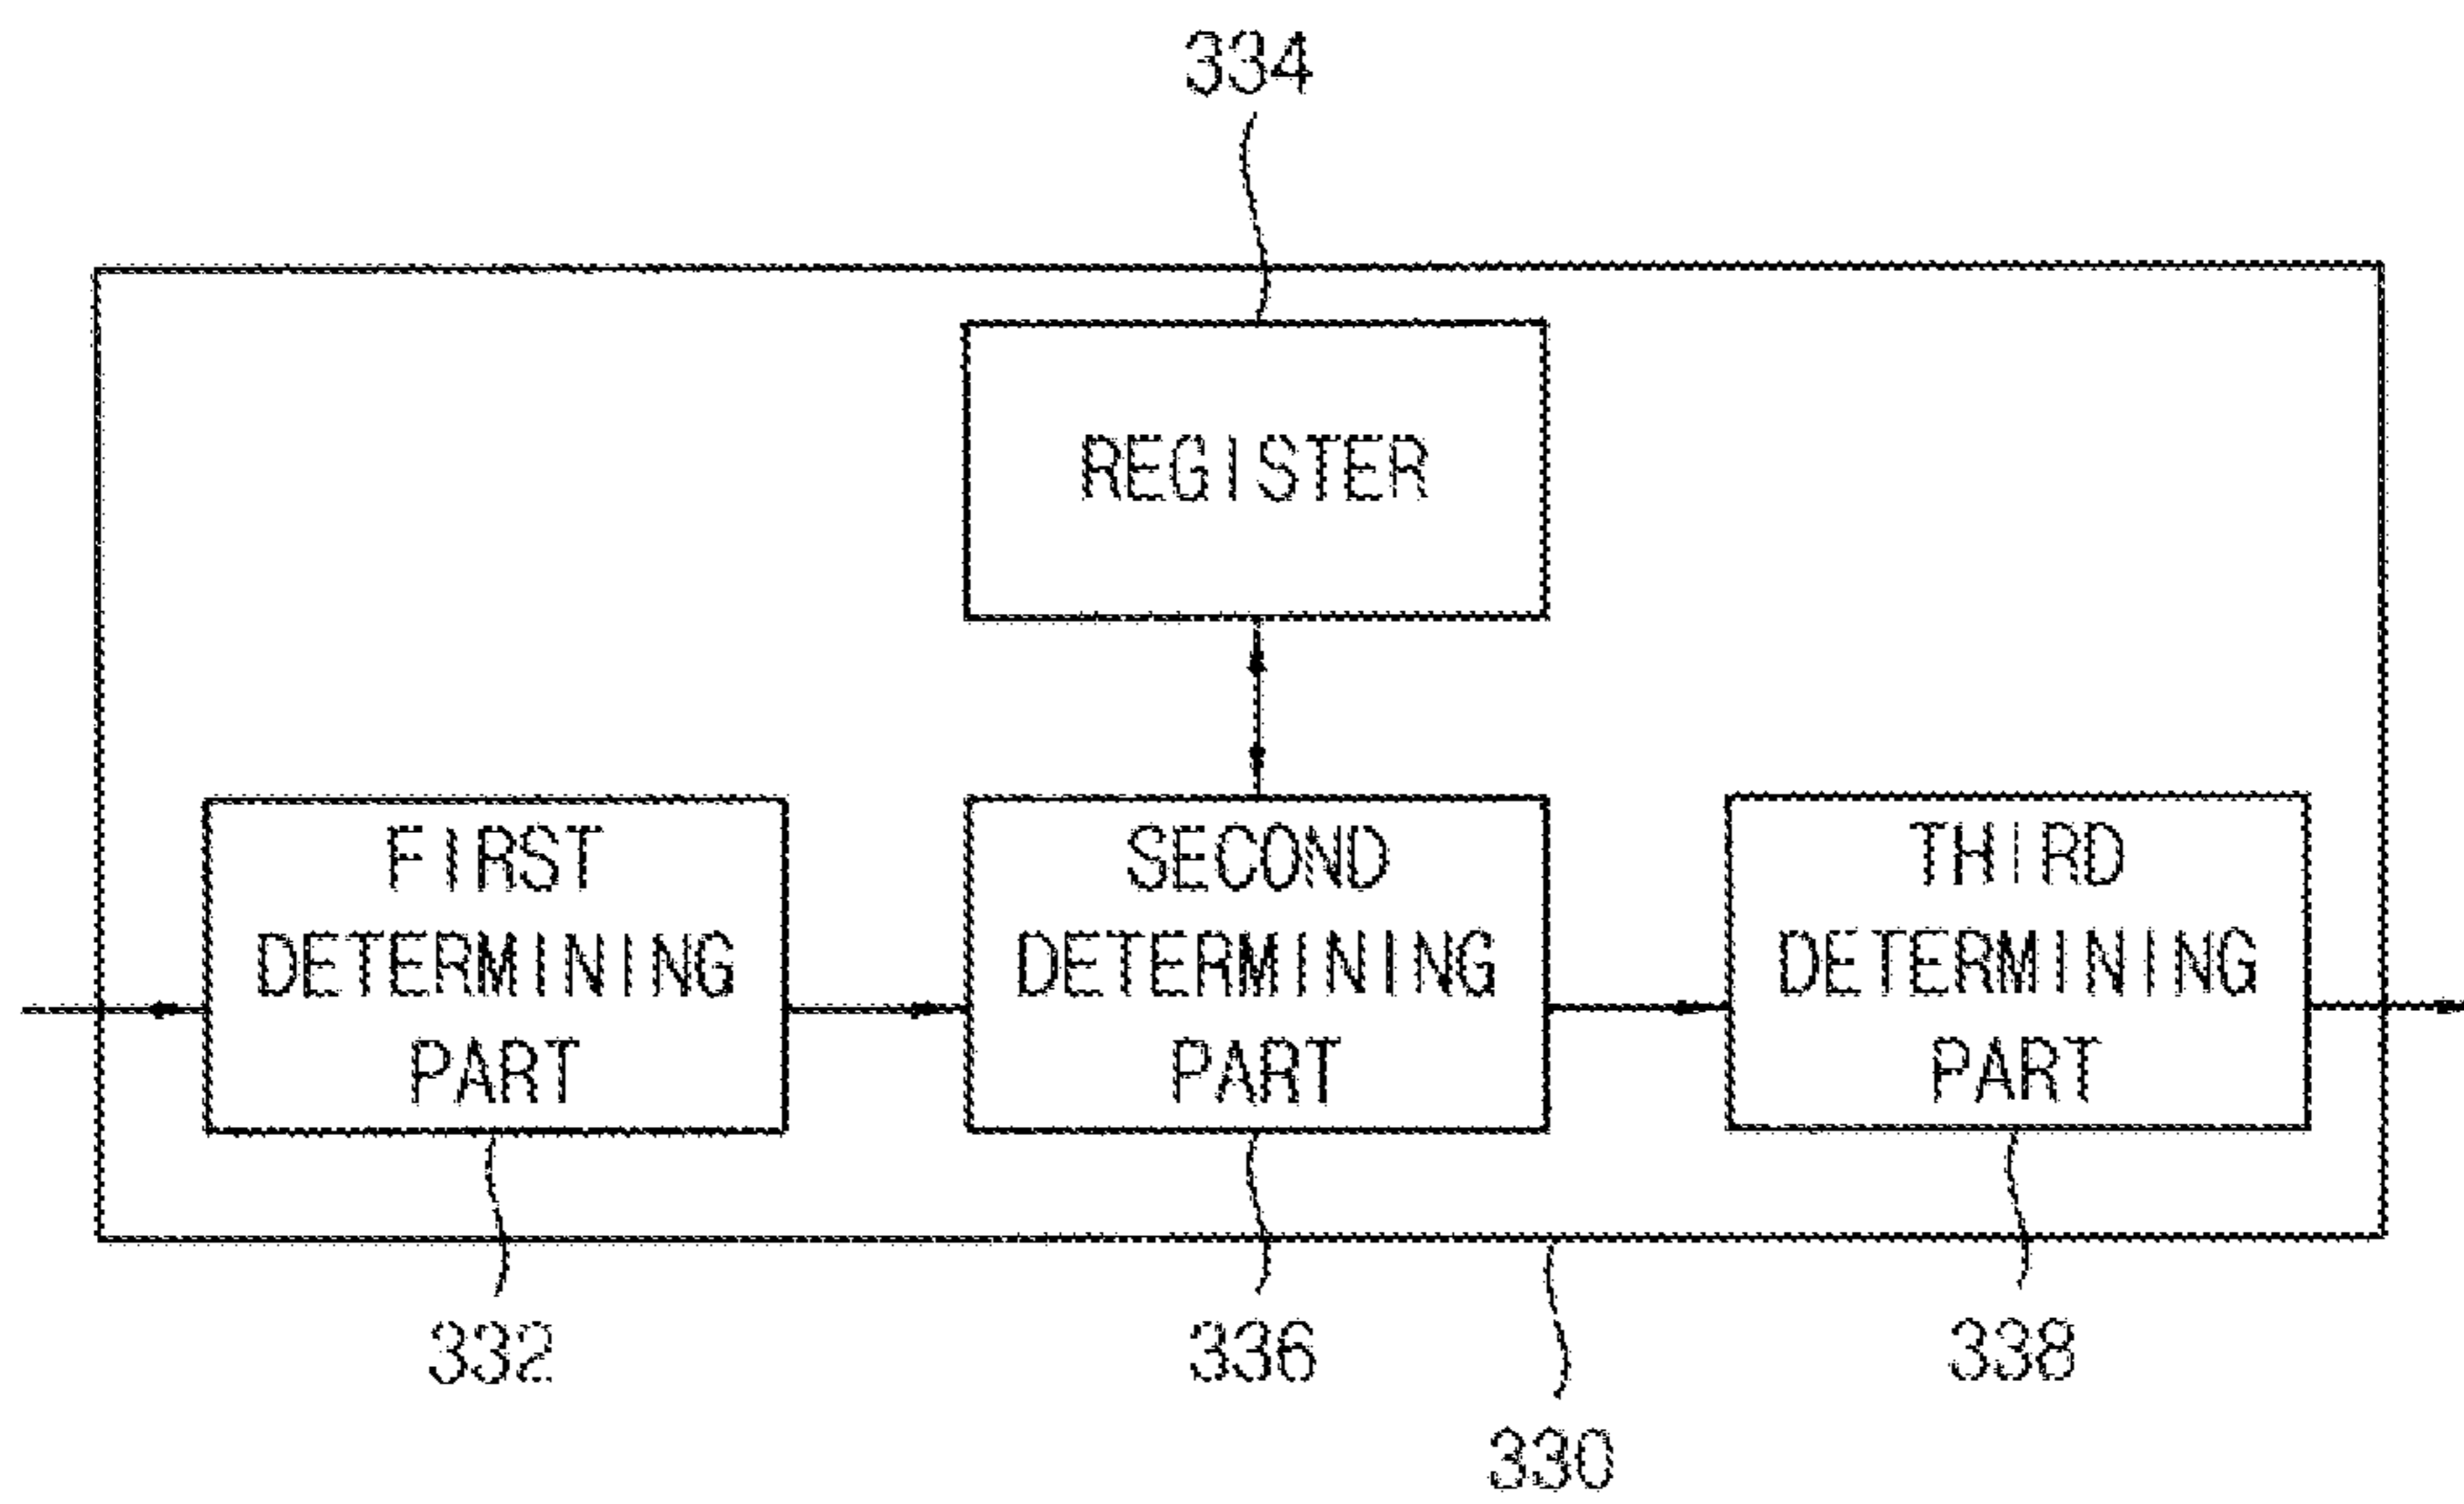 334
REGISTER
FIRST
DETERMINING
PART
SECOND
DETERMINING
PART
THIRD
DETERMINING
PART
332
336
338
330